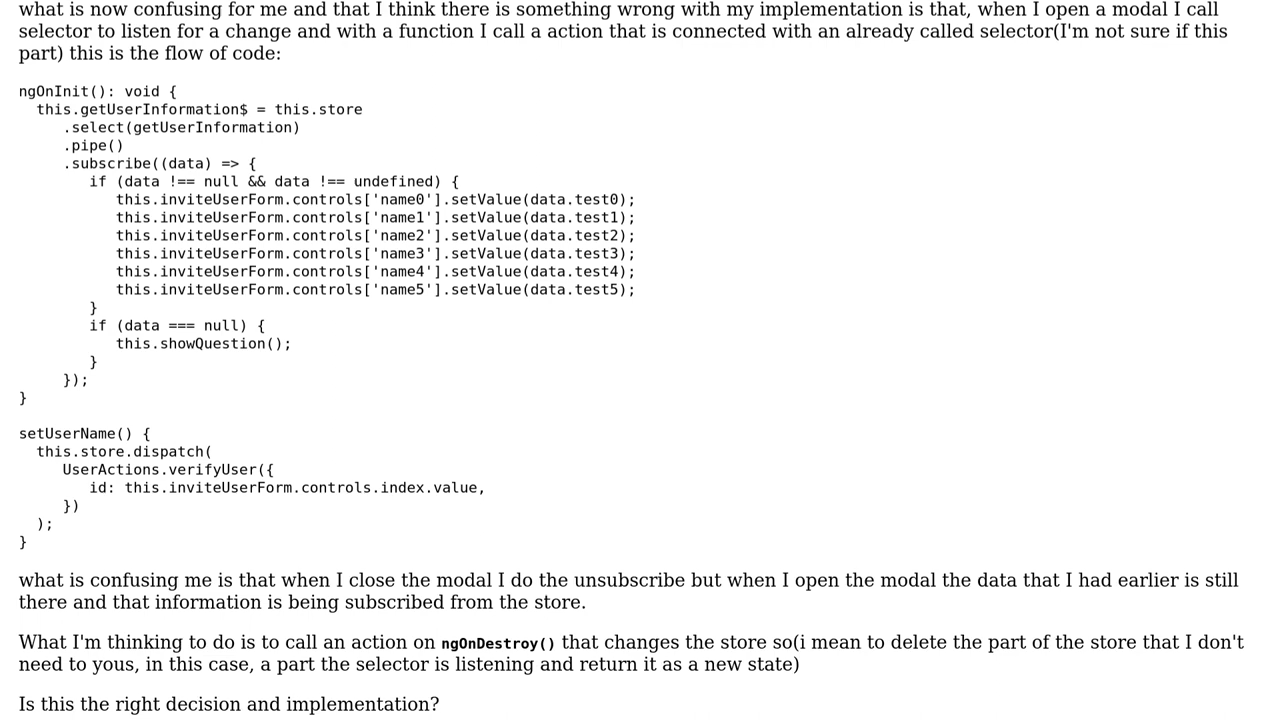 what is now confusing for me and that I think there is something wrong with my implementation is that, when I open a modal I call
selector to listen for a change and with a function I call a action that is connected with an already called selector(I'm not sure if this
part) this is the flow of code:
ngOnInit(): void {
  this.getUserInformation$ = this.store
     .select(getUserInformation)
     .pipe()
     .subscribe((data) => {
        if (data !== null && data !== undefined) {
           this.inviteUserForm.controls['name0'].setValue(data.test0);
           this.inviteUserForm.controls['name1'].setValue(data.test1);
           this.inviteUserForm.controls['name2'].setValue(data.test2);
           this.inviteUserForm.controls['name3'].setValue(data.test3);
           this.inviteUserForm.controls['name4'].setValue(data.test4);
           this.inviteUserForm.controls['name5'].setValue(data.test5);
        }
        if (data === null) {
           this.showQuestion();
        }
     });
}
setUserName() {
  this.store.dispatch(
     UserActions.verifyUser({
        id: this.inviteUserForm.controls.index.value,
     })
  );
}
what is confusing me is that when I close the modal I do the unsubscribe but when I open the modal the data that I had earlier is still
there and that information is being subscribed from the store.
What I'm thinking to do is to call an action on ngOnDestroy() that changes the store so(i mean to delete the part of the store that I don't
need to yous, in this case, a part the selector is listening and return it as a new state)
Is this the right decision and implementation?